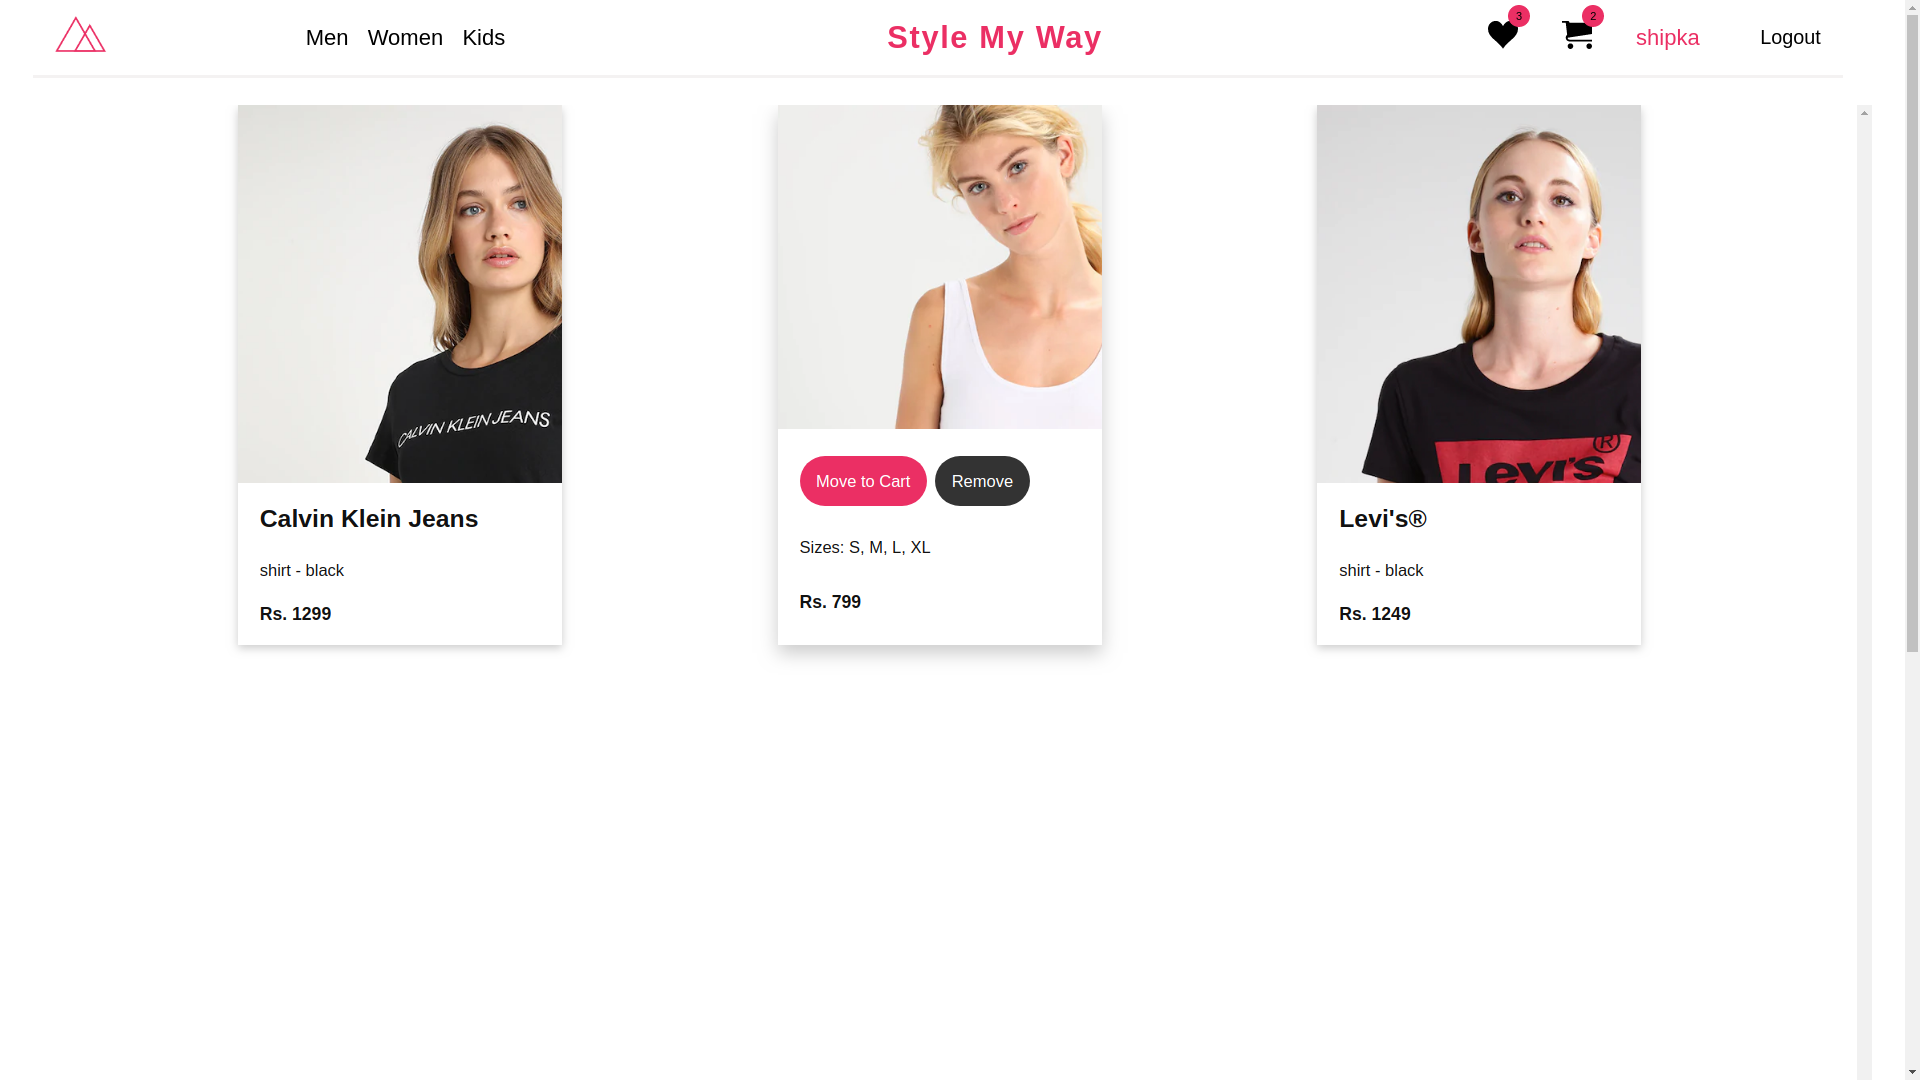 Men Women Kids
Style My Way
3
2
shipka
Logout
CALVIN KLEIN JEANS
Calvin Klein Jeans
shirt - black
Rs. 1299
Move to Cart
Remove
Sizes: S, M, L, XL
Rs. 799
Levi's®
Levi's®
shirt - black
Rs. 1249